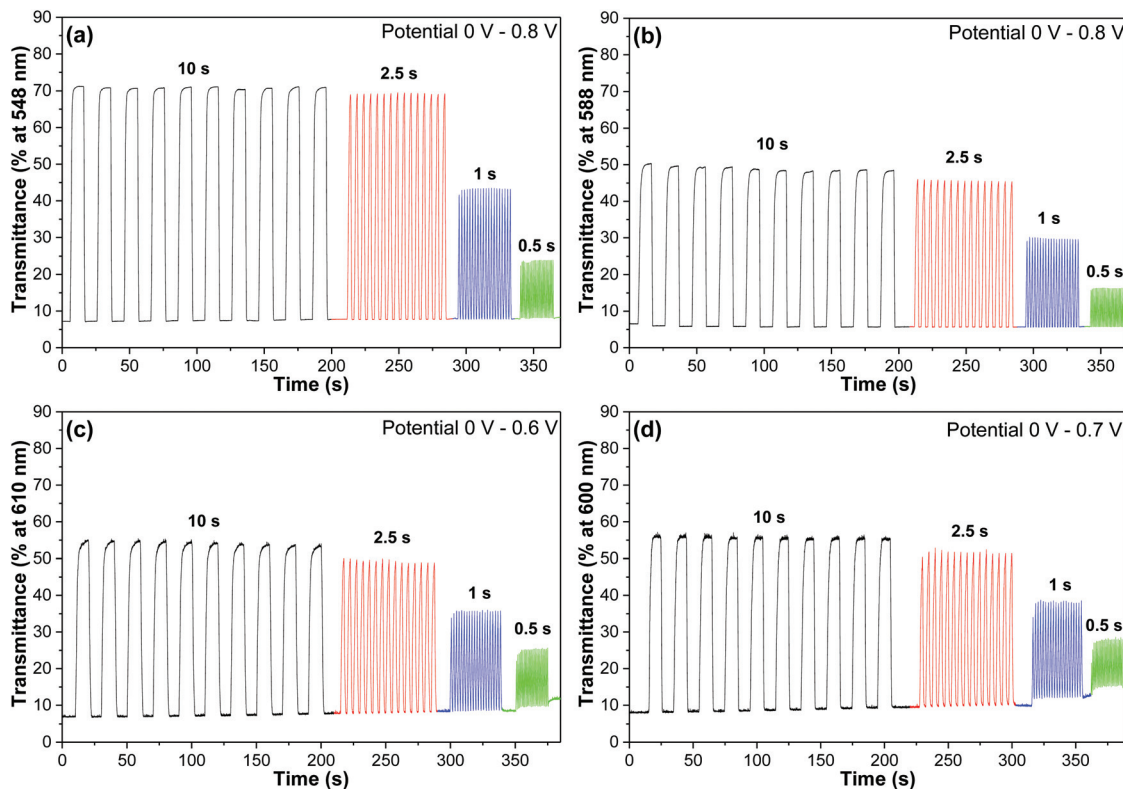 (a)
Potential 0 V - 0.8 V
10 s
2.5 s
1 s
0.5 s
Transmittance (% at 548 nm)
90
80
70
60
50
40
30
20
10
0
0 50 100 150 200 250 300 350
Time (s)
(b)
Potential 0 V - 0.8 V
10 s
2.5 s
1 s
0.5 s
Transmittance (% at 588 nm)
90
80
70
60
50
40
30
20
10
0
0 50 100 150 200 250 300 350
Time (s)
(c)
Potential 0 V - 0.6 V
10 s
2.5 s
1 s
0.5 s
Transmittance (% at 610 nm)
90
80
70
60
50
40
30
20
10
0
0 50 100 150 200 250 300 350
Time (s)
(d)
Potential 0 V - 0.7 V
10 s
2.5 s
1 s
0.5 s
Transmittance (% at 600 nm)
90
80
70
60
50
40
30
20
10
0
0 50 100 150 200 250 300 350
Time (s)